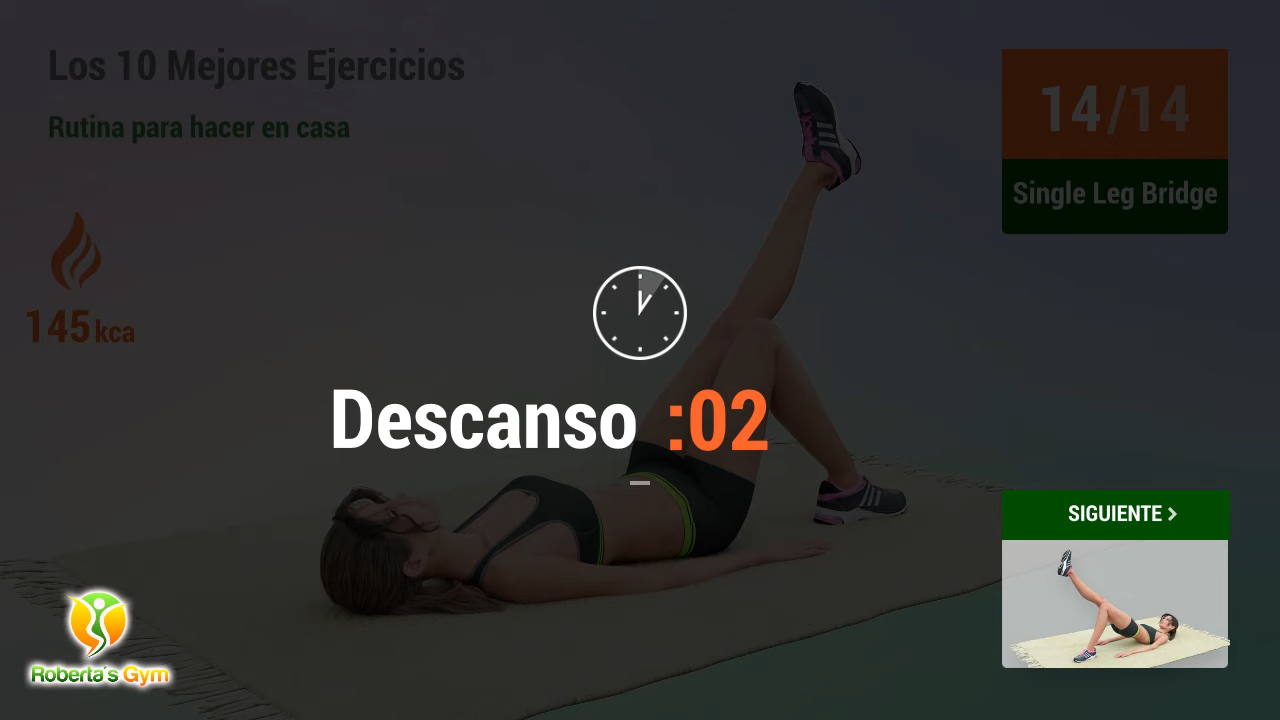 Los 10 Mejores Ejercicios
Rutina para hacer en casa
14/14
Single Leg Bridge
145 kca
Descanso :02
SIGUIENTE >
Roberta´s Gym